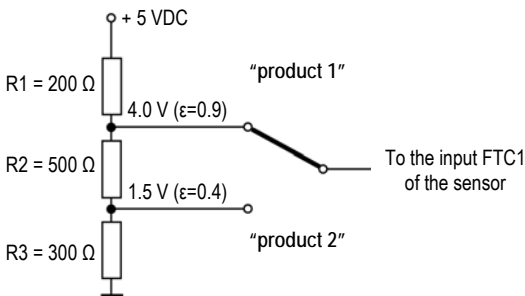 + 5 VDC
"product 1"
R1 = 200 Ω
4.0 V (ε=0.9)
R2 = 500 Ω
To the input FTC1
of the sensor
1.5 V (ε=0.4)
"product 2"
R3 = 300 Ω